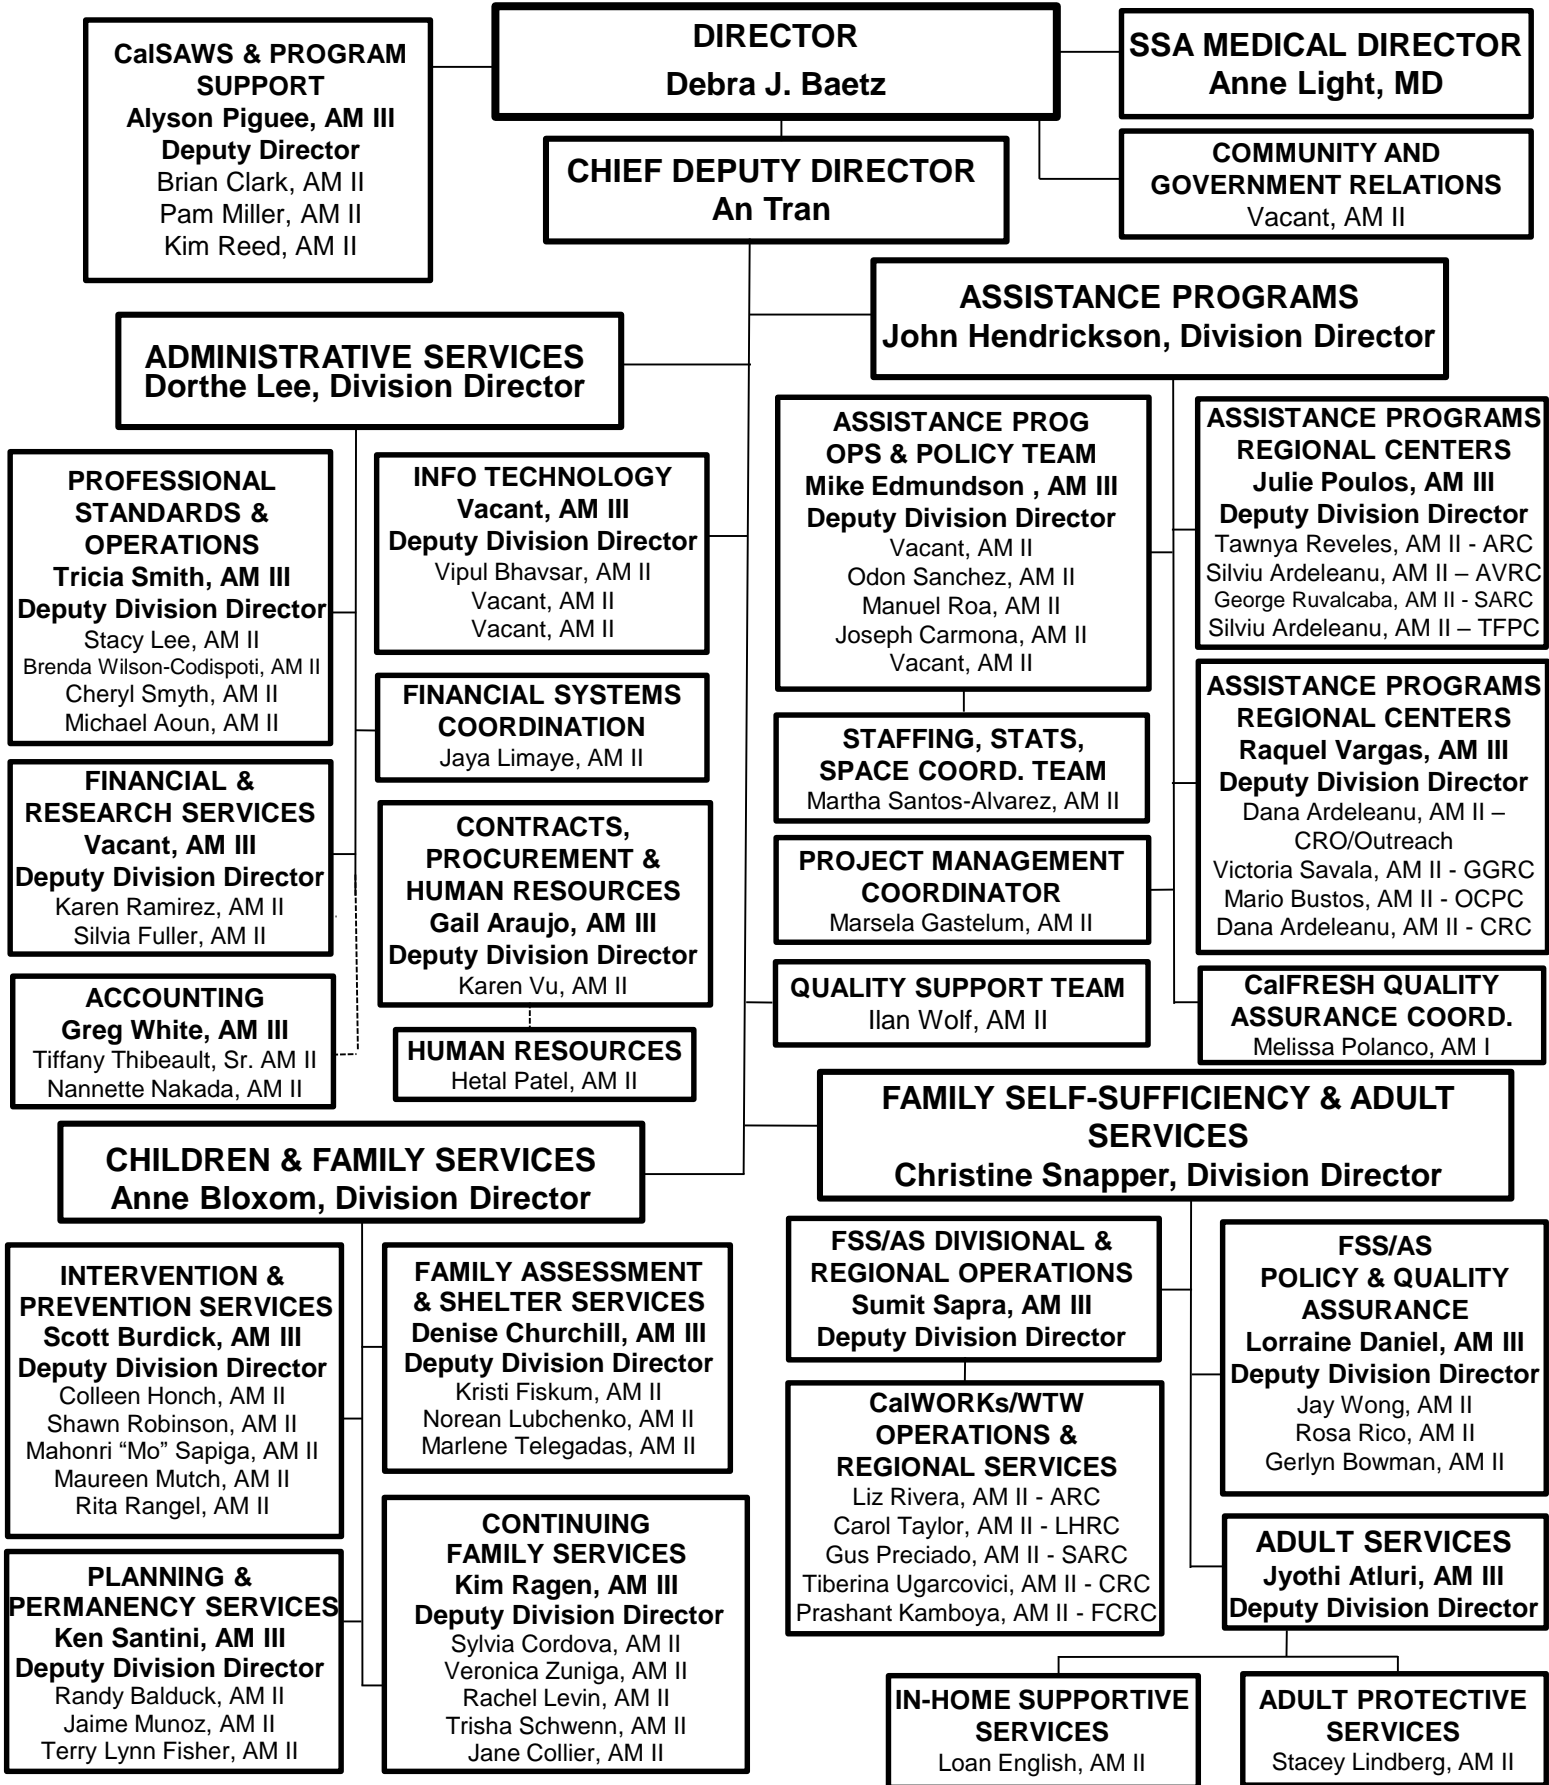 CalSAWS & PROGRAM
SUPPORT
Alyson Piguee, AM III
Deputy Director
Brian Clark, AM II
Pam Miller, AM II
Kim Reed, AM II
DIRECTOR
Debra J. Baetz
SSA MEDICAL DIRECTOR
Anne Light, MD
CHIEF DEPUTY DIRECTOR
An Tran
COMMUNITY AND
GOVERNMENT RELATIONS
Vacant, AM II
ADMINISTRATIVE SERVICES
Dorthe Lee, Division Director
ASSISTANCE PROGRAMS
John Hendrickson, Division Director
PROFESSIONAL
STANDARDS &
OPERATIONS
Tricia Smith, AM III
Deputy Division Director
Stacy Lee, AM II
Brenda Wilson-Codispoti, AM II
Cheryl Smyth, AM II
Michael Aoun, AM II
INFO TECHNOLOGY
Vacant, AM III
Deputy Division Director
Vipul Bhavsar, AM II
Vacant, AM II
Vacant, AM II
FINANCIAL SYSTEMS
COORDINATION
Jaya Limaye, AM II
FINANCIAL &
RESEARCH SERVICES
Vacant, AM III
Deputy Division Director
Karen Ramirez, AM II
Silvia Fuller, AM II
CONTRACTS,
PROCUREMENT &
HUMAN RESOURCES
Gail Araujo, AM III
Deputy Division Director
Karen Vu, AM II
ACCOUNTING
Greg White, AM III
Tiffany Thibeault, Sr. AM II
Nannette Nakada, AM II
HUMAN RESOURCES
Hetal Patel, AM II
ASSISTANCE PROG
OPS & POLICY TEAM
Mike Edmundson , AM III
Deputy Division Director
Vacant, AM II
Odon Sanchez, AM II
Manuel Roa, AM II
Joseph Carmona, AM II
Vacant, AM II
ASSISTANCE PROGRAMS
REGIONAL CENTERS
Julie Poulos, AM III
Deputy Division Director
Tawnya Reveles, AM II - ARC
Silviu Ardeleanu, AM II – AVRC
George Ruvalcaba, AM II - SARC
Silviu Ardeleanu, AM II – TFPC
STAFFING, STATS,
SPACE COORD. TEAM
Martha Santos-Alvarez, AM II
ASSISTANCE PROGRAMS
REGIONAL CENTERS
Raquel Vargas, AM III
Deputy Division Director
Dana Ardeleanu, AM II –
CRO/Outreach
Victoria Savala, AM II - GGRC
Mario Bustos, AM II - OCPC
Dana Ardeleanu, AM II - CRC
PROJECT MANAGEMENT
COORDINATOR
Marsela Gastelum, AM II
QUALITY SUPPORT TEAM
Ilan Wolf, AM II
CalFRESH QUALITY
ASSURANCE COORD.
Melissa Polanco, AM I
CHILDREN & FAMILY SERVICES
Anne Bloxom, Division Director
FAMILY SELF-SUFFICIENCY & ADULT
SERVICES
Christine Snapper, Division Director
INTERVENTION &
PREVENTION SERVICES
Scott Burdick, AM III
Deputy Division Director
Colleen Honch, AM II
Shawn Robinson, AM II
Mahonri “Mo” Sapiga, AM II
Maureen Mutch, AM II
Rita Rangel, AM II
FAMILY ASSESSMENT
& SHELTER SERVICES
Denise Churchill, AM III
Deputy Division Director
Kristi Fiskum, AM II
Norean Lubchenko, AM II
Marlene Telegadas, AM II
PLANNING &
PERMANENCY SERVICES
Ken Santini, AM III
Deputy Division Director
Randy Balduck, AM II
Jaime Munoz, AM II
Terry Lynn Fisher, AM II
CONTINUING
FAMILY SERVICES
Kim Ragen, AM III
Deputy Division Director
Sylvia Cordova, AM II
Veronica Zuniga, AM II
Rachel Levin, AM II
Trisha Schwenn, AM II
Jane Collier, AM II
FSS/AS DIVISIONAL &
REGIONAL OPERATIONS
Sumit Sapra, AM III
Deputy Division Director
FSS/AS
POLICY & QUALITY
ASSURANCE
Lorraine Daniel, AM III
Deputy Division Director
Jay Wong, AM II
Rosa Rico, AM II
Gerlyn Bowman, AM II
CalWORKs/WTW
OPERATIONS &
REGIONAL SERVICES
Liz Rivera, AM II - ARC
Carol Taylor, AM II - LHRC
Gus Preciado, AM II - SARC
Tiberina Ugarcovici, AM II - CRC
Prashant Kamboya, AM II - FCRC
ADULT SERVICES
Jyothi Atluri, AM III
Deputy Division Director
IN-HOME SUPPORTIVE
SERVICES
Loan English, AM II
ADULT PROTECTIVE
SERVICES
Stacey Lindberg, AM II